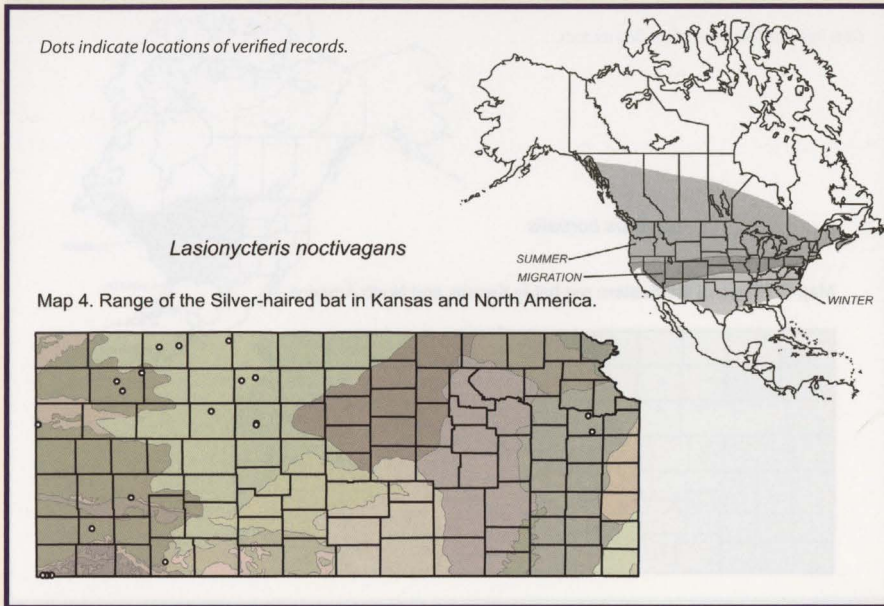 Dots indicate locations of verified records.
Lasionycteris noctivagans
SUMMER
MIGRATION
WINTER
Map 4. Range of the Silver-haired bat in Kansas and North America.